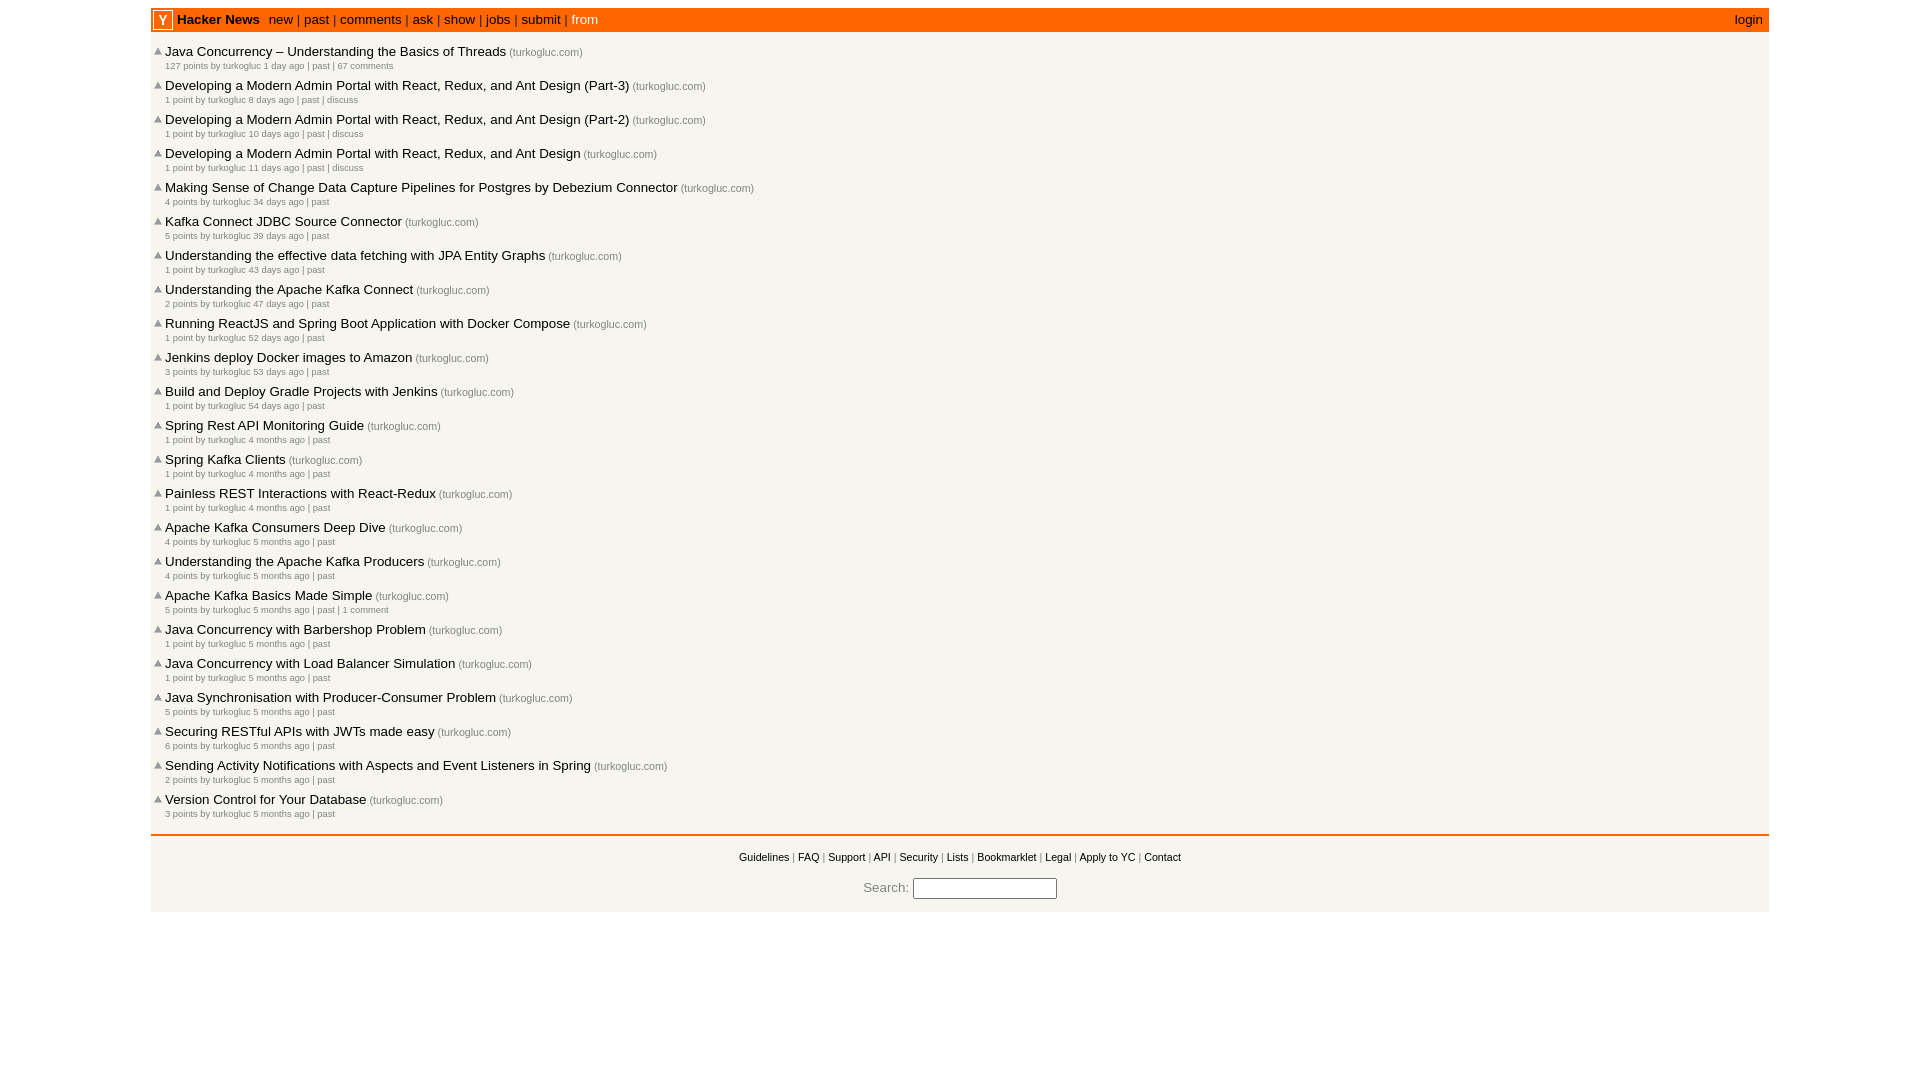 Y Hacker News new | past | comments | ask | show | jobs | submit | from login
Java Concurrency – Understanding the Basics of Threads (turkogluc.com)
127 points by turkogluc 1 day ago | past | 67 comments
Developing a Modern Admin Portal with React, Redux, and Ant Design (Part-3) (turkogluc.com)
1 point by turkogluc 8 days ago | past | discuss
Developing a Modern Admin Portal with React, Redux, and Ant Design (Part-2) (turkogluc.com)
1 point by turkogluc 10 days ago | past | discuss
Developing a Modern Admin Portal with React, Redux, and Ant Design (turkogluc.com)
1 point by turkogluc 11 days ago | past | discuss
Making Sense of Change Data Capture Pipelines for Postgres by Debezium Connector (turkogluc.com)
4 points by turkogluc 34 days ago | past
Kafka Connect JDBC Source Connector (turkogluc.com)
5 points by turkogluc 39 days ago | past
Understanding the effective data fetching with JPA Entity Graphs (turkogluc.com)
1 point by turkogluc 43 days ago | past
Understanding the Apache Kafka Connect (turkogluc.com)
2 points by turkogluc 47 days ago | past
Running ReactJS and Spring Boot Application with Docker Compose (turkogluc.com)
1 point by turkogluc 52 days ago | past
Jenkins deploy Docker images to Amazon (turkogluc.com)
3 points by turkogluc 53 days ago | past
Build and Deploy Gradle Projects with Jenkins (turkogluc.com)
1 point by turkogluc 54 days ago | past
Spring Rest API Monitoring Guide (turkogluc.com)
1 point by turkogluc 4 months ago | past
Spring Kafka Clients (turkogluc.com)
1 point by turkogluc 4 months ago | past
Painless REST Interactions with React-Redux (turkogluc.com)
1 point by turkogluc 4 months ago | past
Apache Kafka Consumers Deep Dive (turkogluc.com)
4 points by turkogluc 5 months ago | past
Understanding the Apache Kafka Producers (turkogluc.com)
4 points by turkogluc 5 months ago | past
Apache Kafka Basics Made Simple (turkogluc.com)
5 points by turkogluc 5 months ago | past | 1 comment
Java Concurrency with Barbershop Problem (turkogluc.com)
1 point by turkogluc 5 months ago | past
Java Concurrency with Load Balancer Simulation (turkogluc.com)
1 point by turkogluc 5 months ago | past
Java Synchronisation with Producer-Consumer Problem (turkogluc.com)
5 points by turkogluc 5 months ago | past
Securing RESTful APIs with JWTs made easy (turkogluc.com)
6 points by turkogluc 5 months ago | past
Sending Activity Notifications with Aspects and Event Listeners in Spring (turkogluc.com)
2 points by turkogluc 5 months ago | past
Version Control for Your Database (turkogluc.com)
3 points by turkogluc 5 months ago | past
Guidelines | FAQ | Support | API | Security | Lists | Bookmarklet | Legal | Apply to YC | Contact
Search: